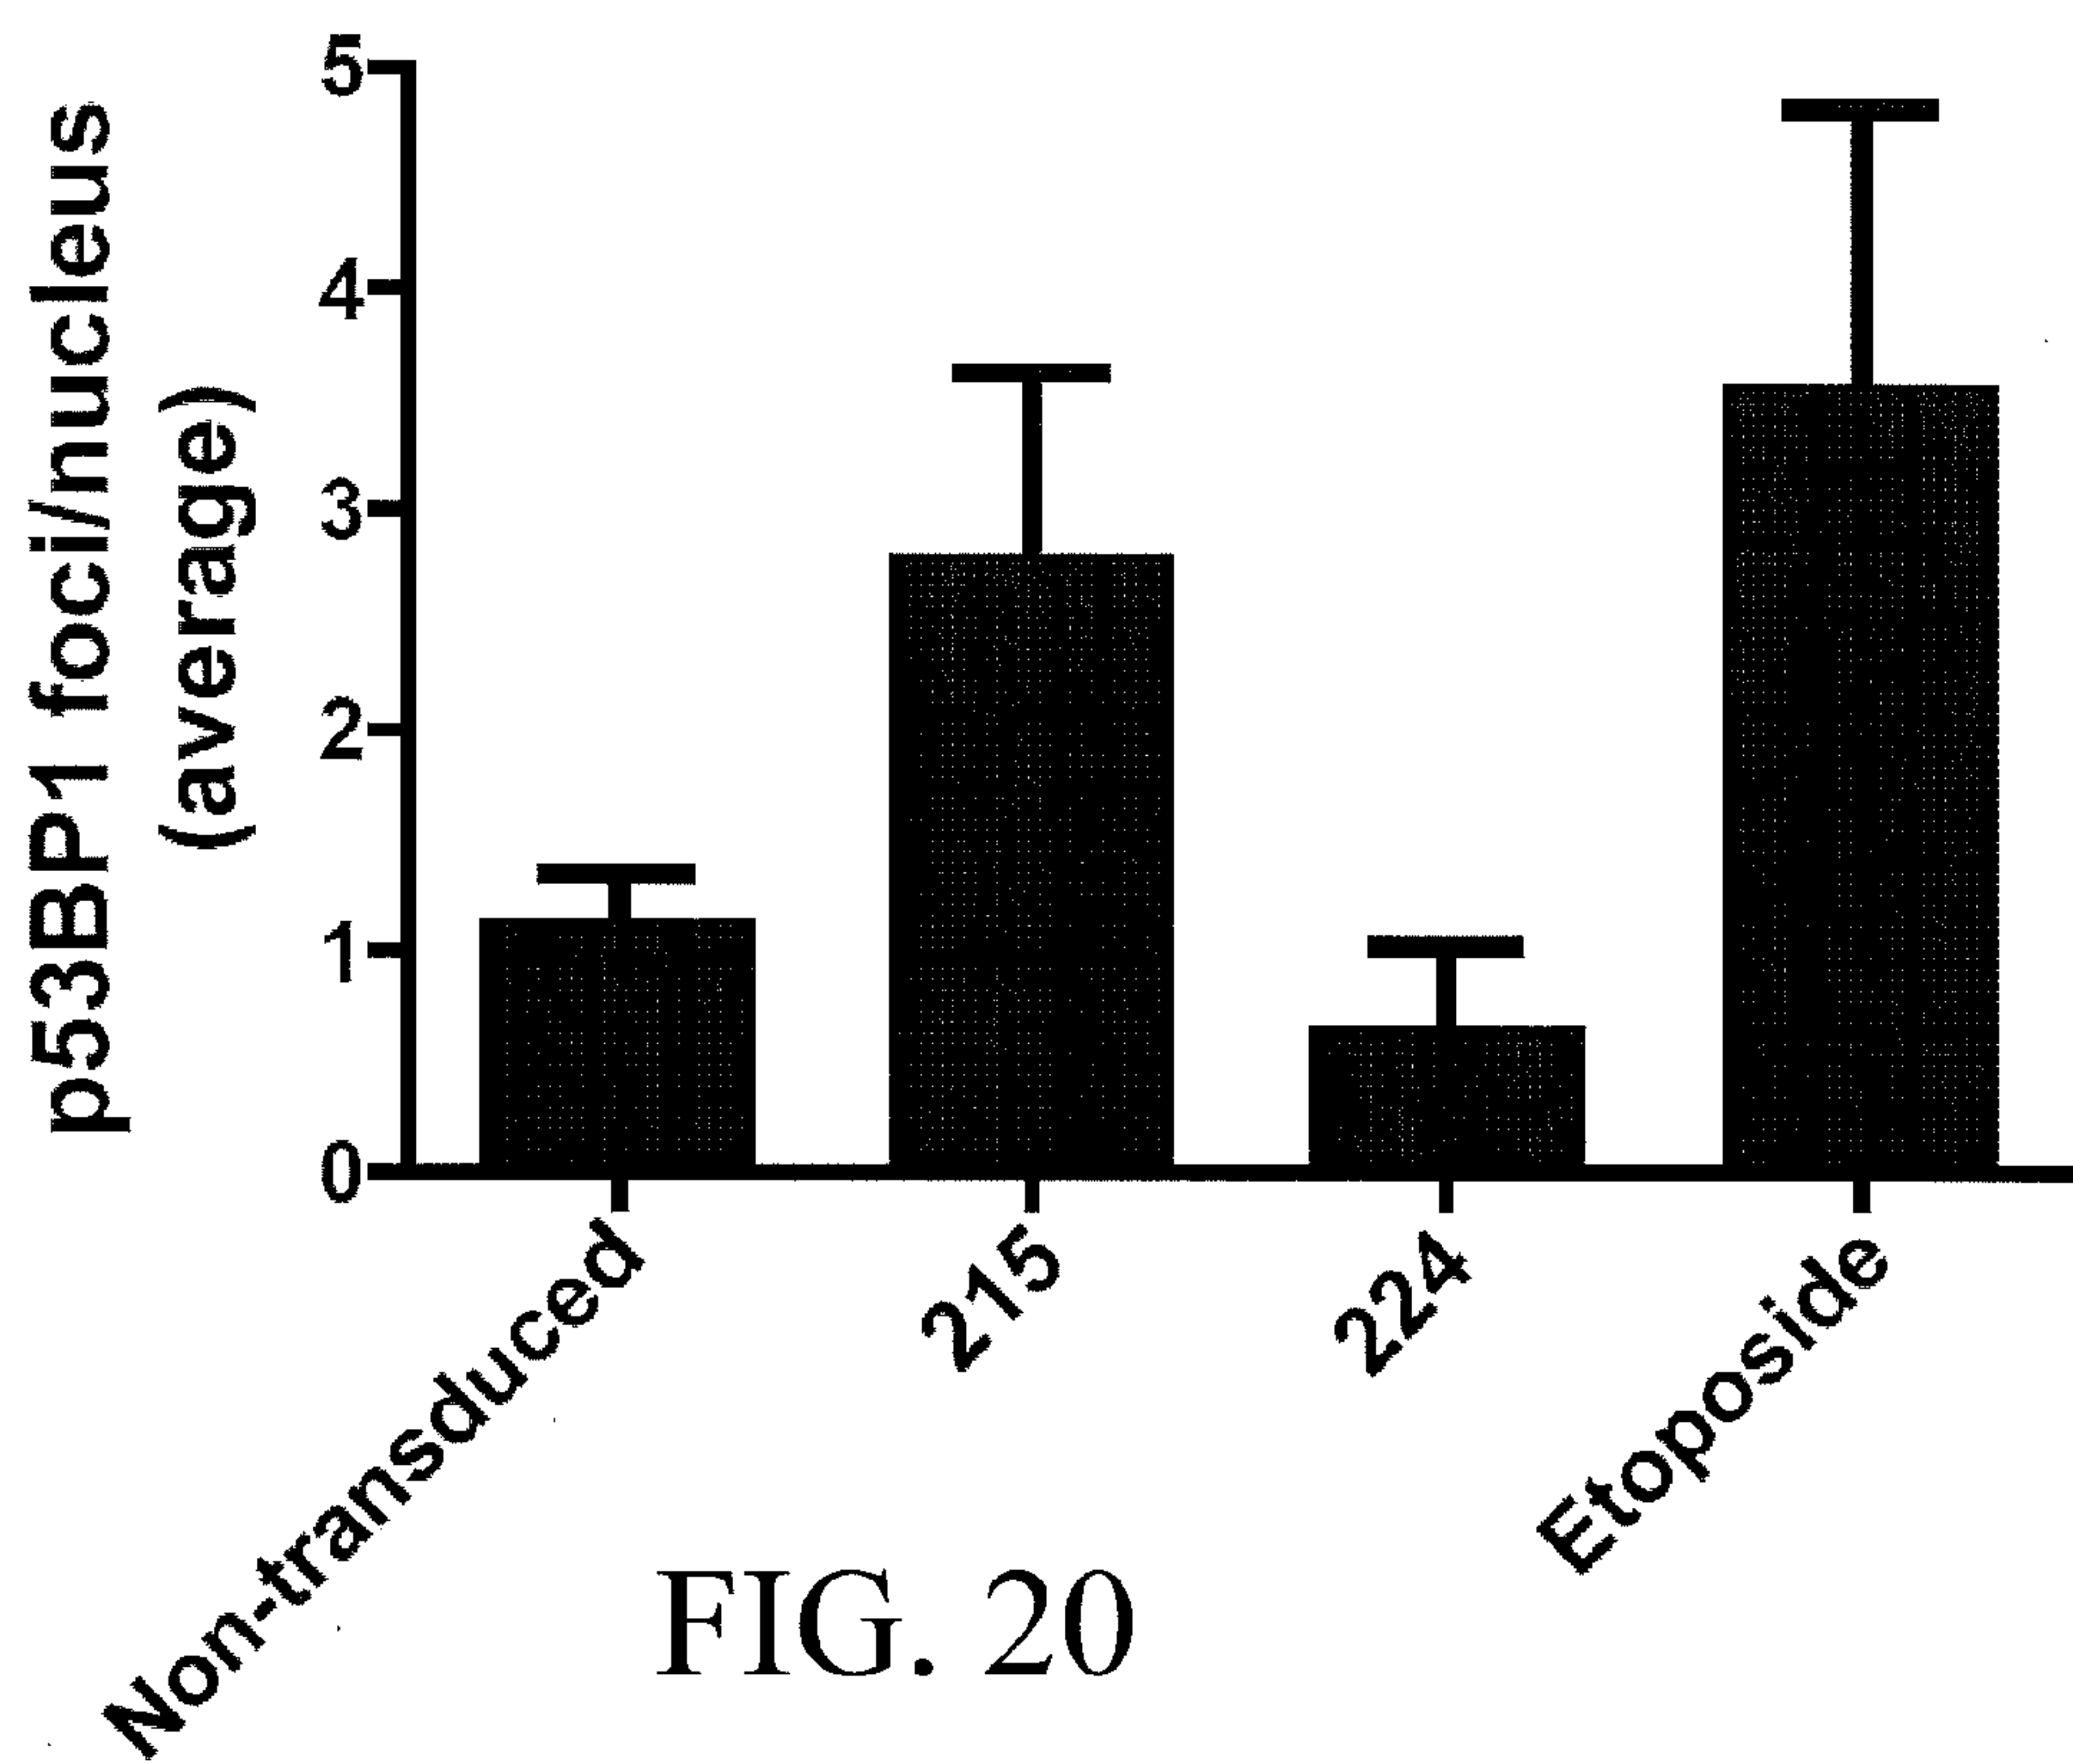 p53BP1 foci/nucleus
(average)
5
4
3
2
1
0
Non-transduced
215
224
Etoposide
FIG. 20